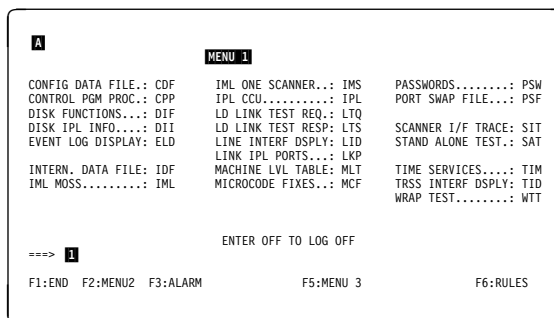 A
MENU 1
CONFIG DATA FILE.: CDF IML ONE SCANNER..: IMS PASSWORDS........: PSW
CONTROL PGM PROC.: CPP IPL CCU..........: IPL PORT SWAP FILE...: PSF
DISK FUNCTIONS...: DIF LD LINK TEST REQ.: LTQ
DISK IPL INFO....: DII LD LINK TEST RESP: LTS SCANNER I/F TRACE: SIT
EVENT LOG DISPLAY: ELD LINE INTERF DSPLY: LID STAND ALONE TEST.: SAT
LINK IPL PORTS...: LKP
INTERN. DATA FILE: IDF MACHINE LVL TABLE: MLT TIME SERVICES....: TIM
IML MOSS.........: IML MICROCODE FIXES..: MCF TRSS INTERF DSPLY: TID
WRAP TEST........: WTT
ENTER OFF TO LOG OFF
===> 1
F1:END F2:MENU2 F3:ALARM F5:MENU 3 F6:RULES